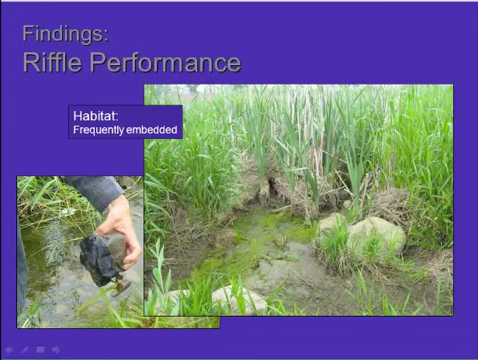 Findings:
Riffle Performance
Habitat:
Frequently embedded